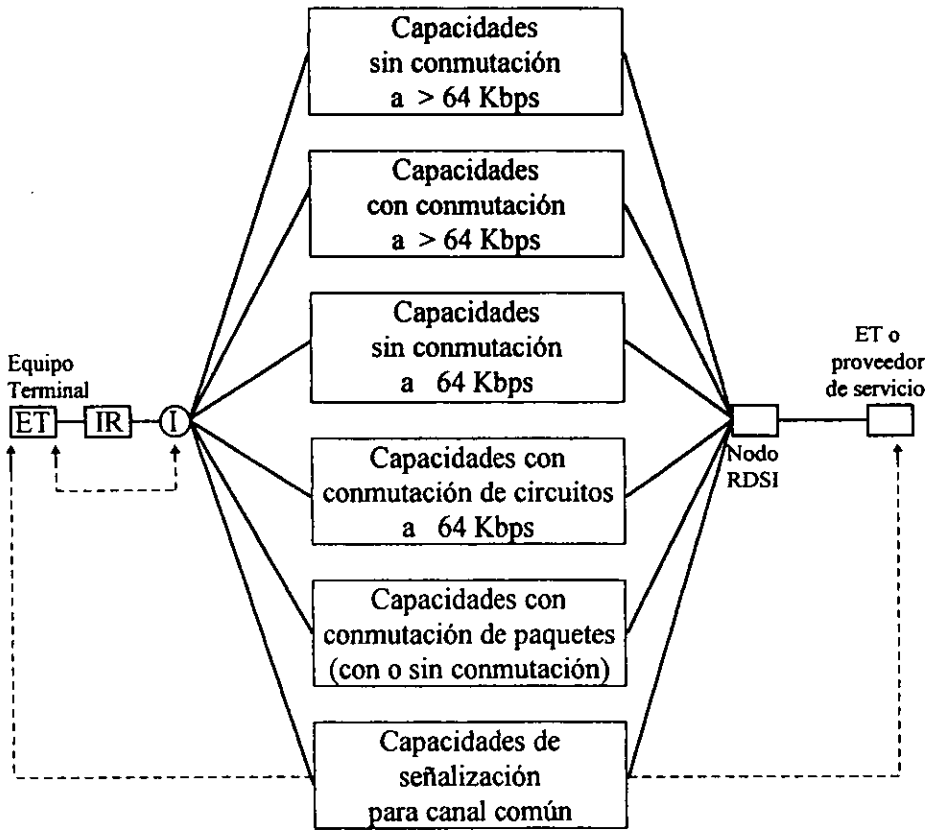 Capacidades
sin conmutación
a > 64 Kbps
Capacidades
con conmutación
a > 64 Kbps
Capacidades
sin conmutación
a 64 Kbps
Equipo
Terminal
ET
IR
I
ET o
proveedor
de servicio
Nodo
RDSI
Capacidades con
conmutación de circuitos
a 64 Kbps
Capacidades con
conmutación de paquetes
(con o sin conmutación)
Capacidades de
señalización
para canal común